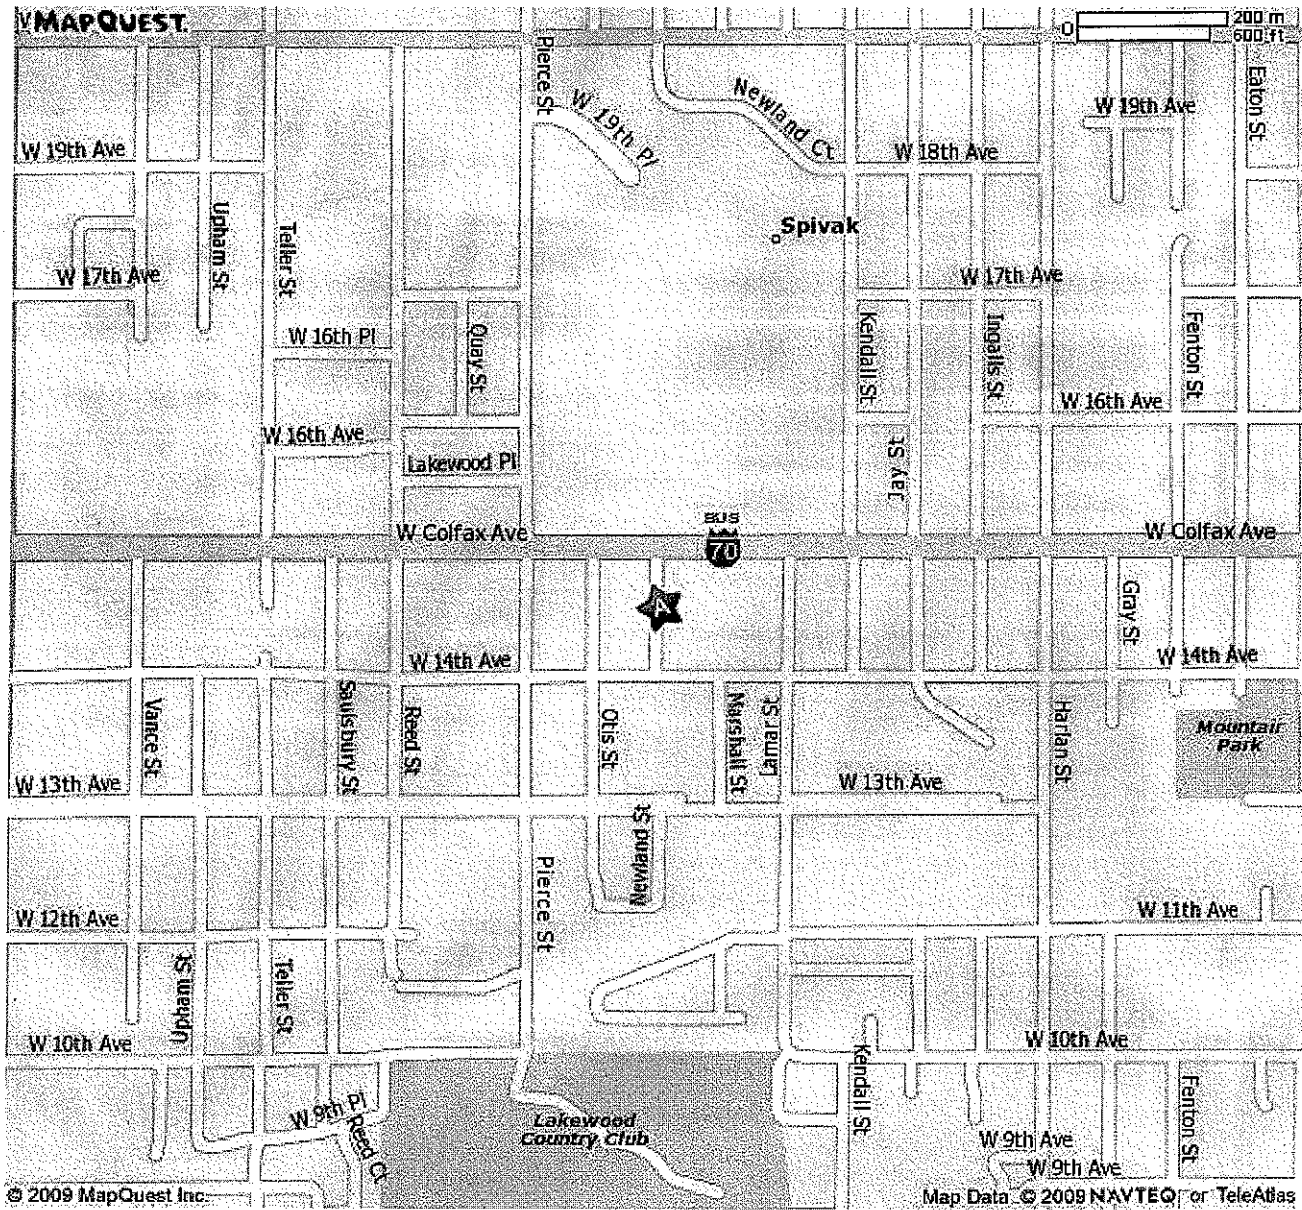 MAPQUEST.
0
200 m
600 ft
Pierce St
W 19th Pl
Newland Ct
W 19th Ave
Eaton St
W 19th Ave
W 18th Ave
Upham St
Teller St
Spivak
W 17th Ave
W 17th Ave
W 16th Pl
Quay St
Kendall St
Ingalls St
Fenton St
W 16th Ave
W 16th Ave
Lakewood Pl
Jay St
W Colfax Ave
BUS
70
W Colfax Ave
A
Gray St
W 14th Ave
W 14th Ave
Vance St
Saulsbury St
Reed St
Otis St
Marshall St
Lamar St
Harlan St
Mountair
Park
W 13th Ave
W 13th Ave
Newland St
Pierce St
W 12th Ave
W 11th Ave
Upham St
Teller St
W 10th Ave
W 10th Ave
Kendall St
Fenton St
W 9th Pl
Reed Ct
Lakewood
Country Club
W 9th Ave
W 9th Ave
© 2009 MapQuest Inc.
Map Data © 2009 NAVTEQ or TeleAtlas